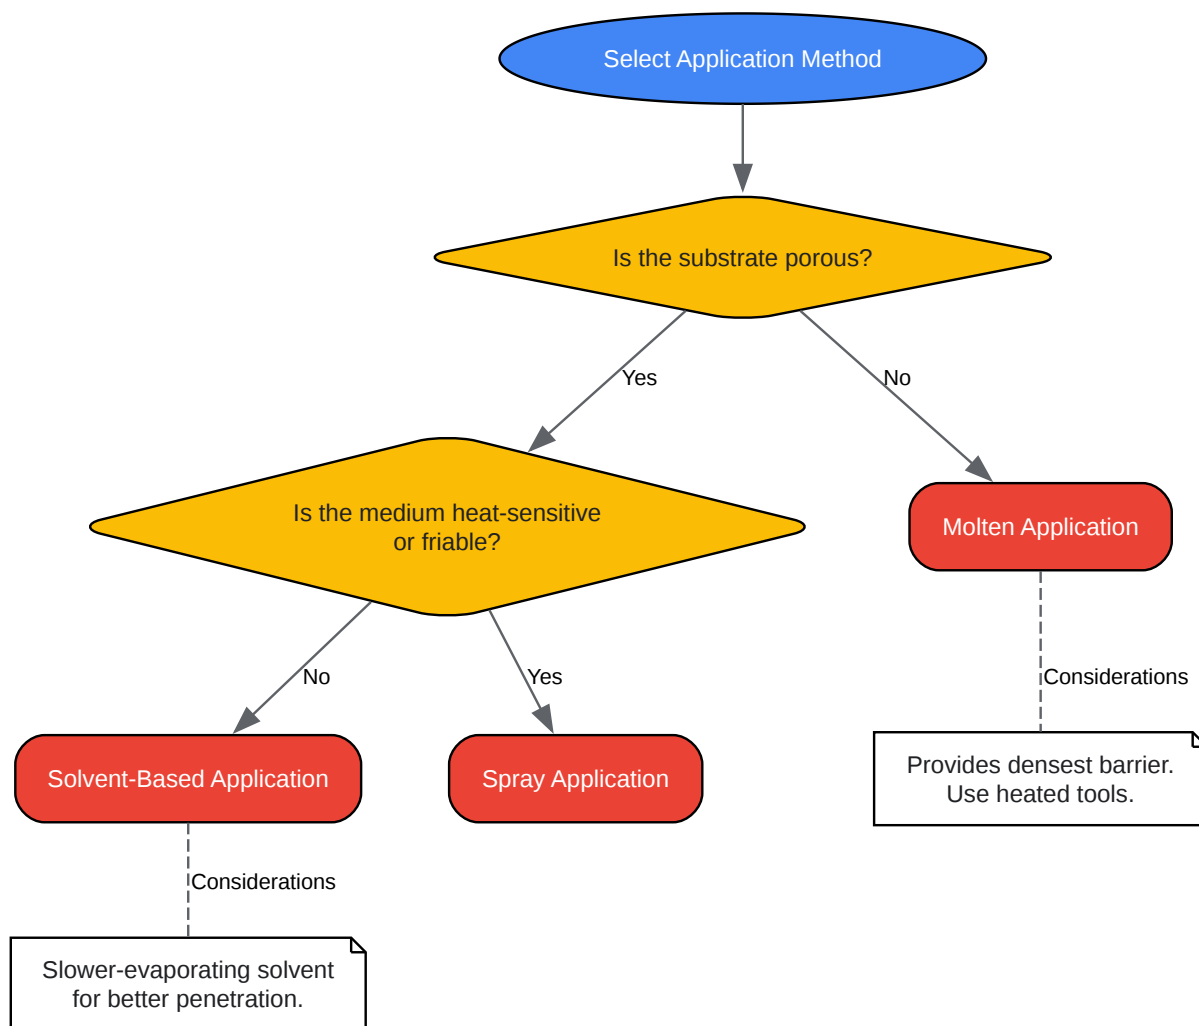 Select Application Method
Is the substrate porous?
Yes
No
Is the medium heat-sensitive
or friable?
Molten Application
No
Yes
Considerations
Solvent-Based Application
Spray Application
Provides densest barrier.
Use heated tools.
Considerations
Slower-evaporating solvent
for better penetration.